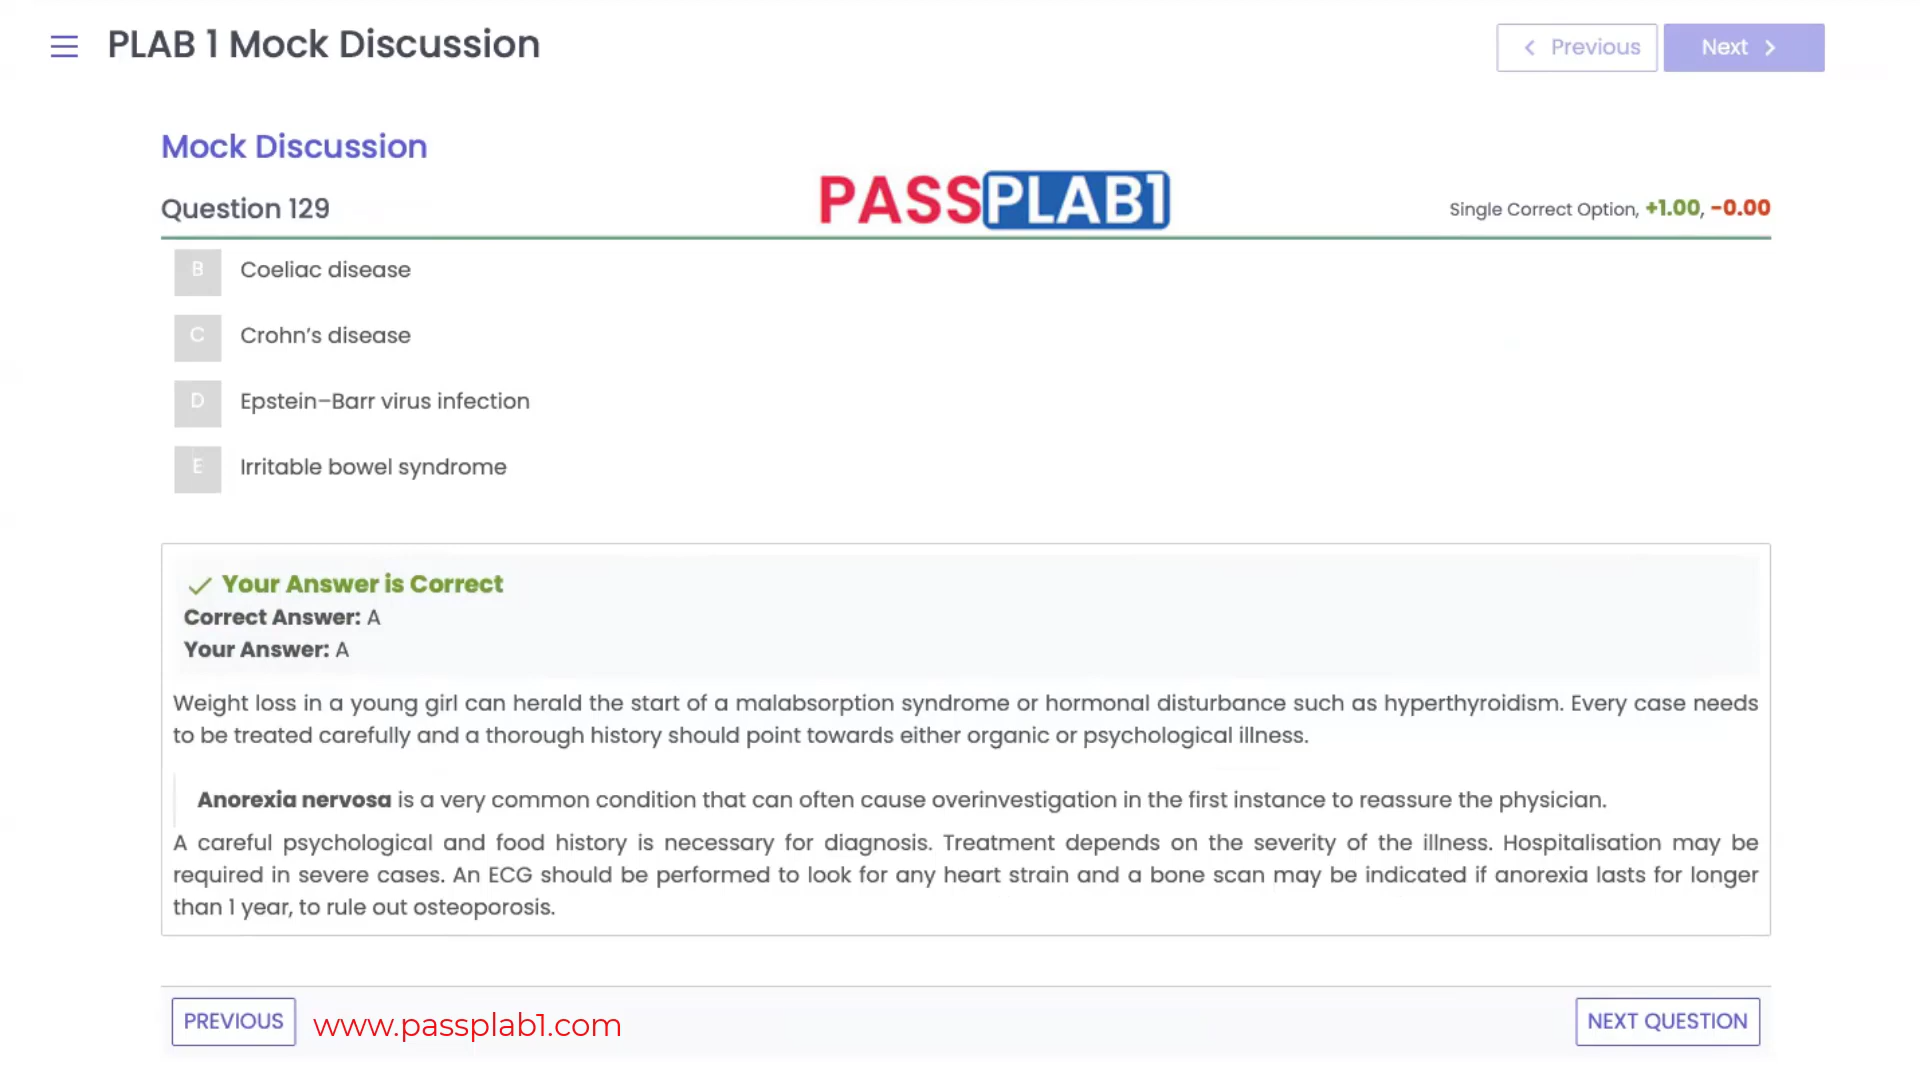 PLAB 1 Mock Discussion
Previous
Next
Mock Discussion
Question 129
PASSPLAB1
Single Correct Option, +1.00, -0.00
B Coeliac disease
C Crohn's disease
D Epstein–Barr virus infection
E Irritable bowel syndrome
Your Answer is Correct
Correct Answer: A
Your Answer: A
Weight loss in a young girl can herald the start of a malabsorption syndrome or hormonal disturbance such as hyperthyroidism. Every case needs
to be treated carefully and a thorough history should point towards either organic or psychological illness.
Anorexia nervosa is a very common condition that can often cause overinvestigation in the first instance to reassure the physician.
A careful psychological and food history is necessary for diagnosis. Treatment depends on the severity of the illness. Hospitalisation may be
required in severe cases. An ECG should be performed to look for any heart strain and a bone scan may be indicated if anorexia lasts for longer
than 1 year, to rule out osteoporosis.
PREVIOUS
www.passplab1.com
NEXT QUESTION